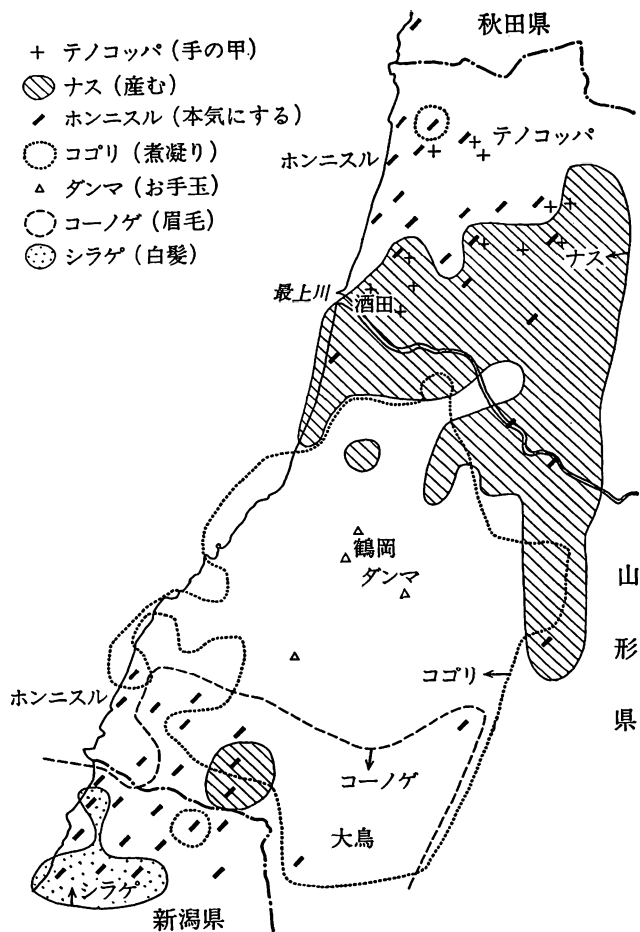 秋田県
＋ テノコッパ (手の甲)
ナス (産む)
ホンニスル (本気にする)
コゴリ (煮凝り)
ダンマ (お手玉)
コーノゲ (眉毛)
シラゲ (白髪)
テノコッパ
ホンニスル
ナス
最上川
酒田
鶴岡
ダンマ
山形県
コゴリ
ホンニスル
コーノゲ
大鳥
シラゲ
新潟県